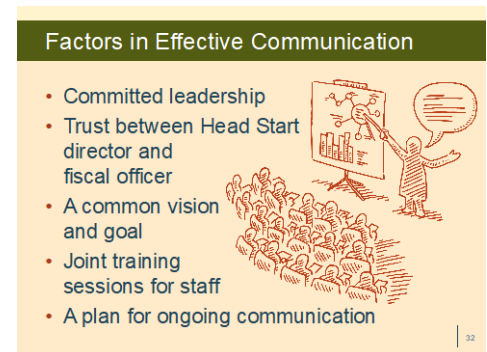 Factors in Effective Communication
• Committed leadership
• Trust between Head Start
director and
fiscal officer
• A common vision
and goal
• Joint training
sessions for staff
• A plan for ongoing communication
32